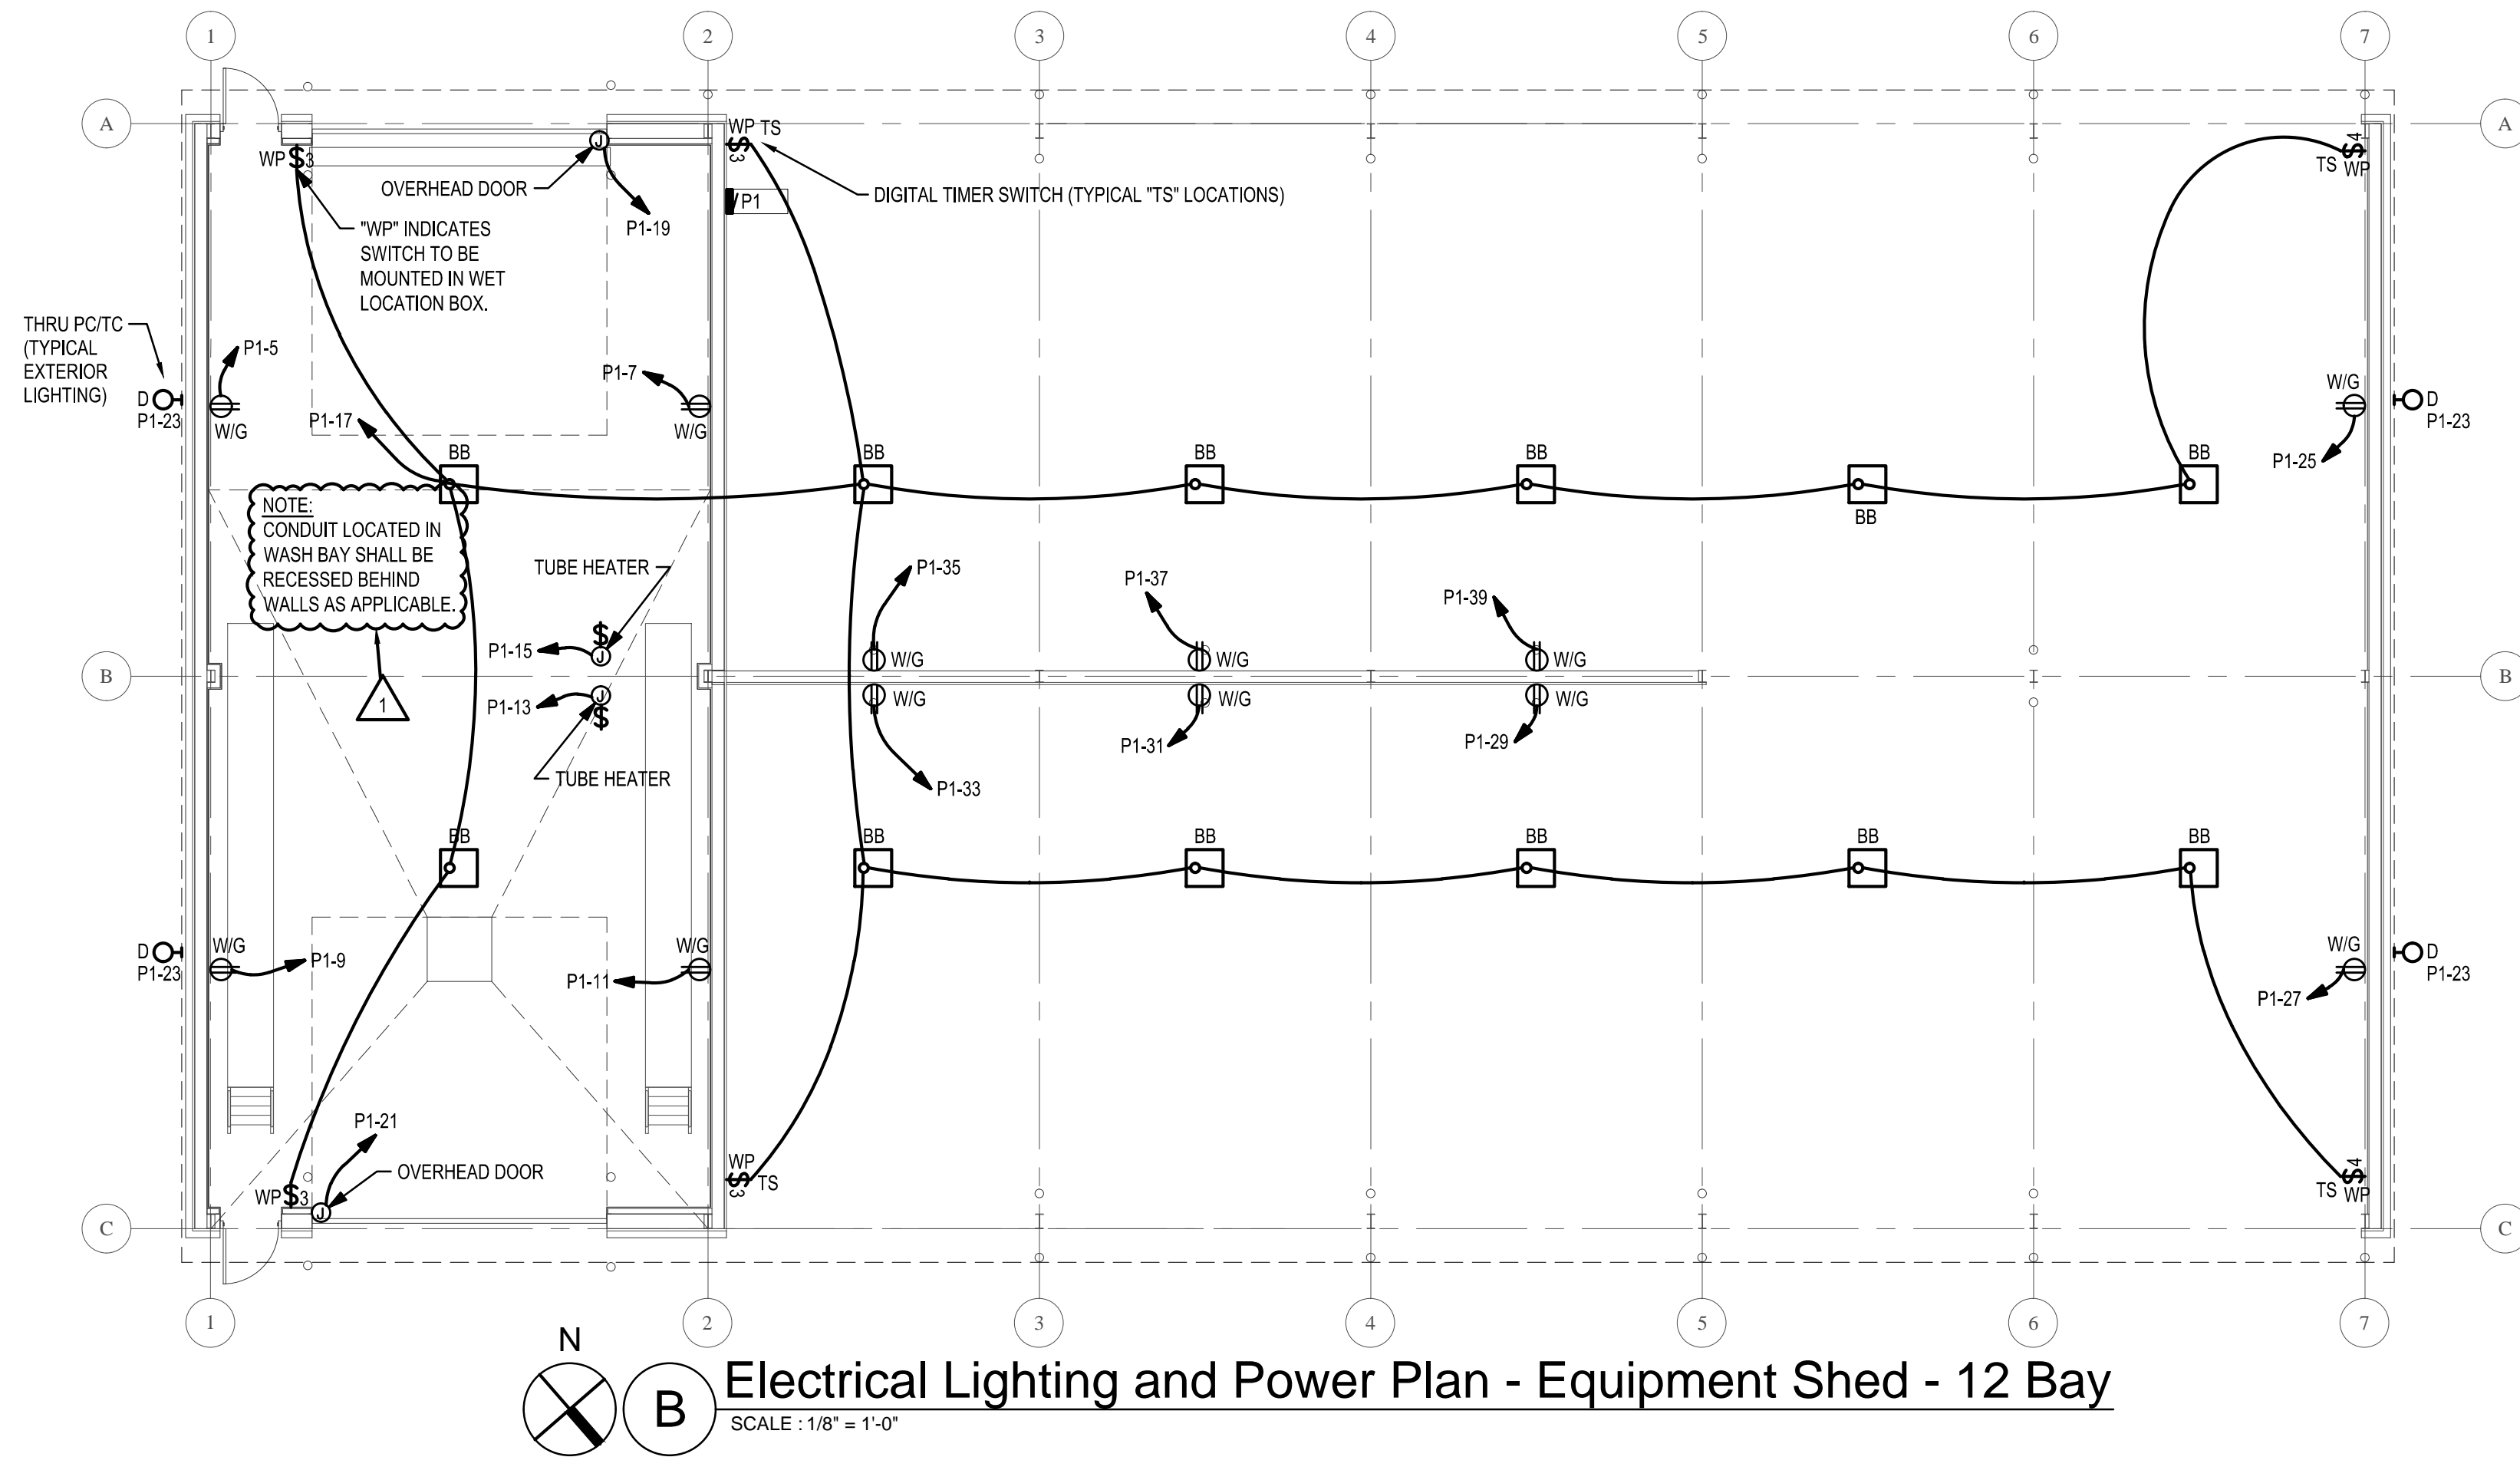 1 2 3 4 5 6 7
A A
WP $3
J
OVERHEAD DOOR
P1-19
"WP" INDICATES
SWITCH TO BE
MOUNTED IN WET
LOCATION BOX.
WP TS
$3
P1
DIGITAL TIMER SWITCH (TYPICAL "TS" LOCATIONS)
$4
TS WP
THRU PC/TC
(TYPICAL
EXTERIOR
LIGHTING)
D
P1-23
P1-5
W/G
P1-7
W/G
P1-17
W/G
P1-25
D
P1-23
BB BB BB BB BB BB
NOTE:
CONDUIT LOCATED IN
WASH BAY SHALL BE
RECESSED BEHIND
WALLS AS APPLICABLE.
1
TUBE HEATER
$
P1-15 J
P1-13 J
$
TUBE HEATER
P1-35
W/G
P1-37
W/G
P1-39
W/G
B B
W/G
P1-33
W/G
P1-31
W/G
P1-29
BB BB BB BB BB BB
D
P1-23
W/G
P1-9
W/G
P1-11
W/G
P1-27
D
P1-23
P1-21
OVERHEAD DOOR
WP $3
J
WP
$3 TS
$4
TS WP
C C
1 2 3 4 5 6 7
N
B
Electrical Lighting and Power Plan - Equipment Shed - 12 Bay
SCALE : 1/8" = 1'-0"